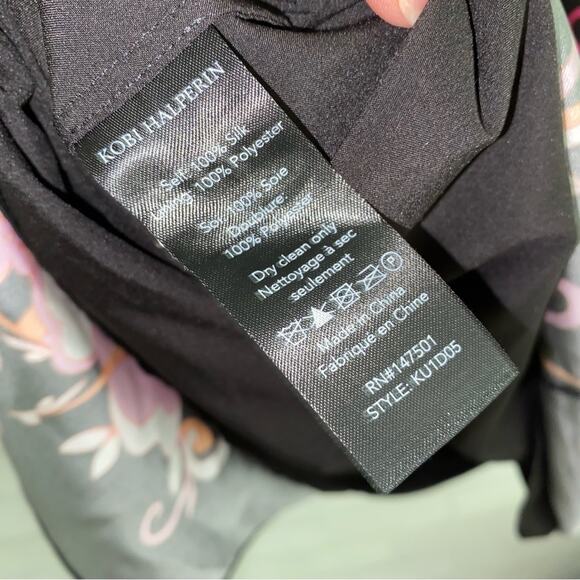 KOBI HALPERIN
Self: 100% Silk
Lining: 100% Polyester
Soi: 100% Soie
Doublure:
100% Polyester
Dry clean only
Nettoyage à sec
seulement
Made in China
Fabrique en Chine
RN#147501
STYLE: KU1D05